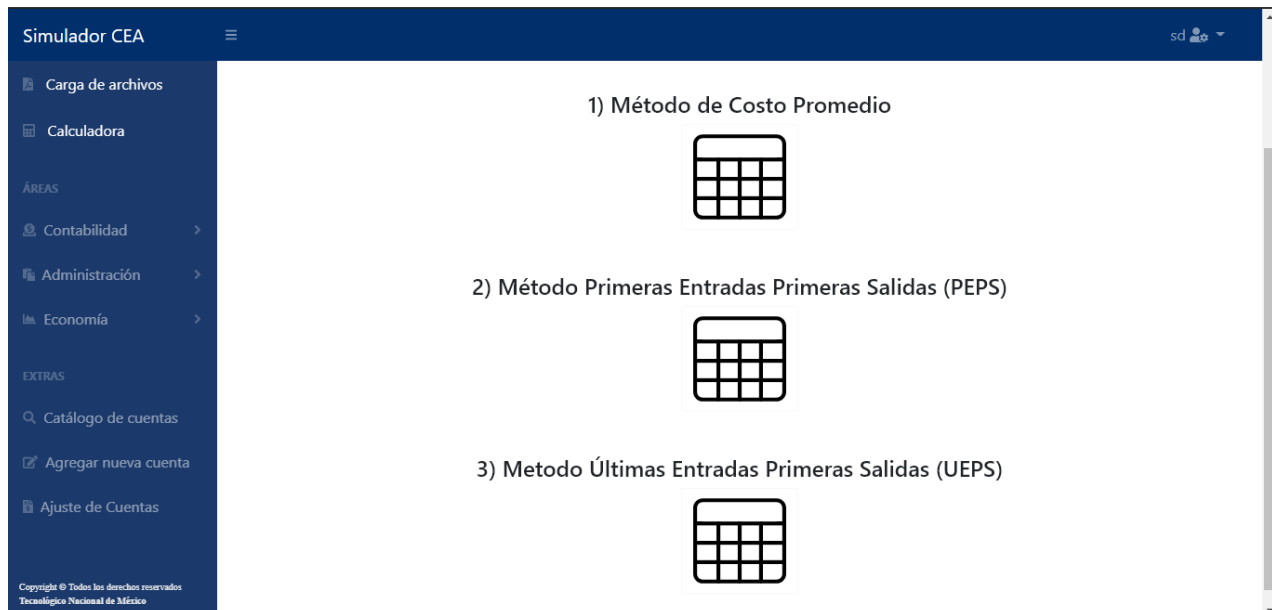 Simulador CEA
sd
Carga de archivos
Calculadora
ÁREAS
Contabilidad
Administración
Economía
EXTRAS
Catálogo de cuentas
Agregar nueva cuenta
Ajuste de Cuentas
Copyright © Todos los derechos reservados
Tecnológico Nacional de México
1) Método de Costo Promedio
2) Método Primeras Entradas Primeras Salidas (PEPS)
3) Metodo Últimas Entradas Primeras Salidas (UEPS)